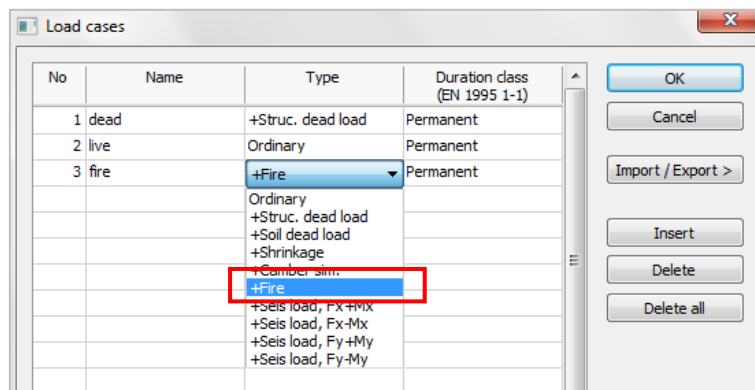 Load cases
No Name Type Duration class
(EN 1995 1-1)
1 dead +Struc. dead load Permanent
2 live Ordinary Permanent
3 fire +Fire Permanent
Ordinary
+Struc. dead load
+Soil dead load
+Shrinkage
+Camber sim.
+Fire
+Seis load, Fx+Mx
+Seis load, Fx-Mx
+Seis load, Fy+My
+Seis load, Fy-My
OK
Cancel
Import / Export >
Insert
Delete
Delete all